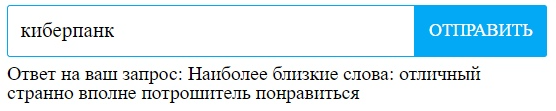 киберпанк
ОТПРАВИТЬ
Ответ на ваш запрос: Наиболее близкие слова: отличный
странно вполне потрошитель понравиться